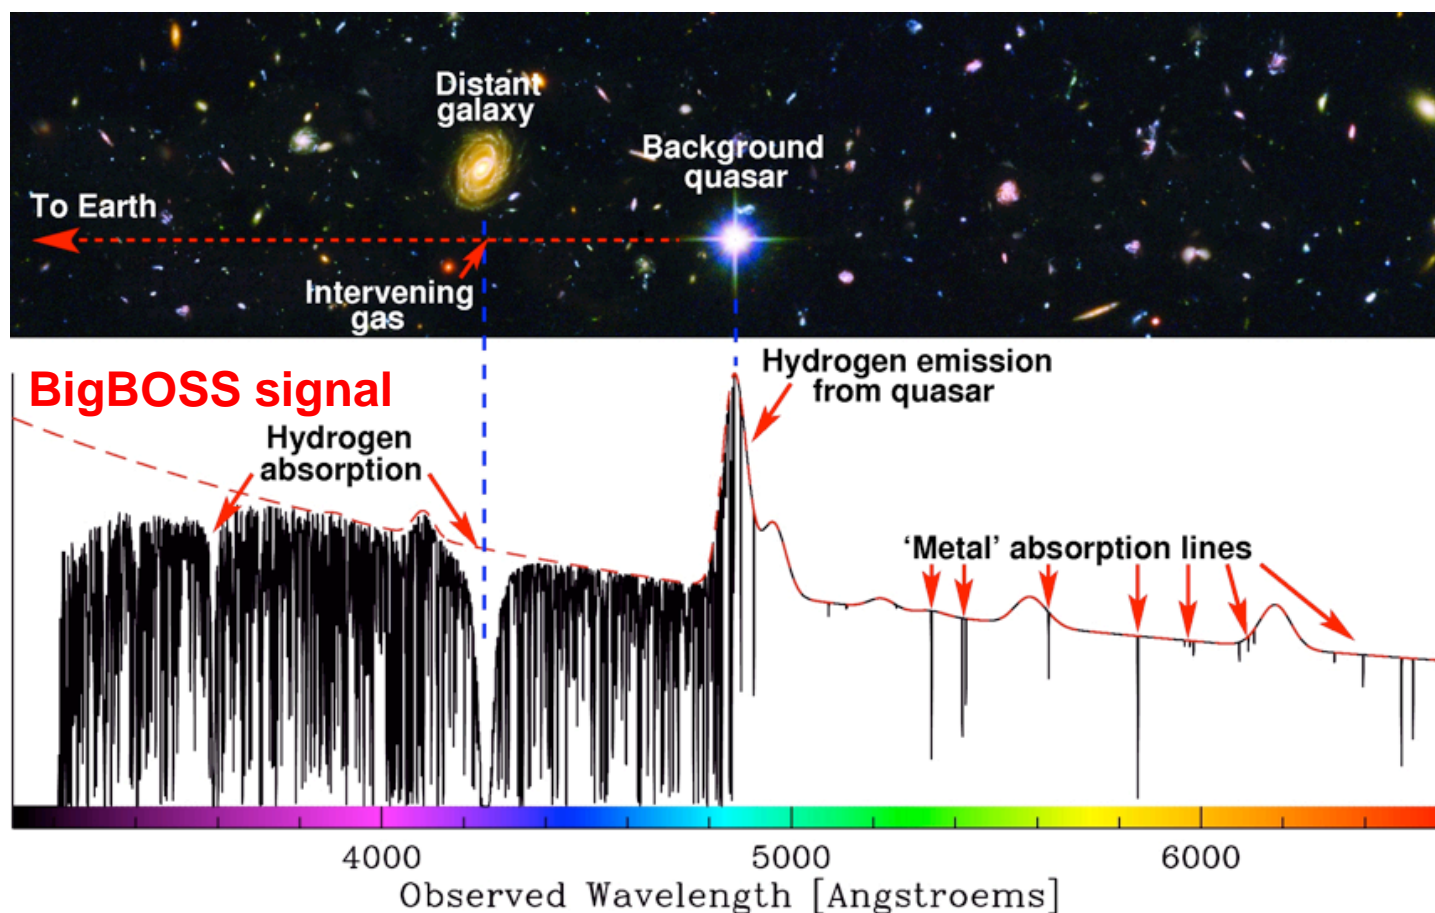 Distant
galaxy
Background
quasar
To Earth
Intervening
gas
BigBOSS signal
Hydrogen
absorption
Hydrogen emission
from quasar
‘Metal’ absorption lines
4000
5000
6000
Observed Wavelength [Angstroems]